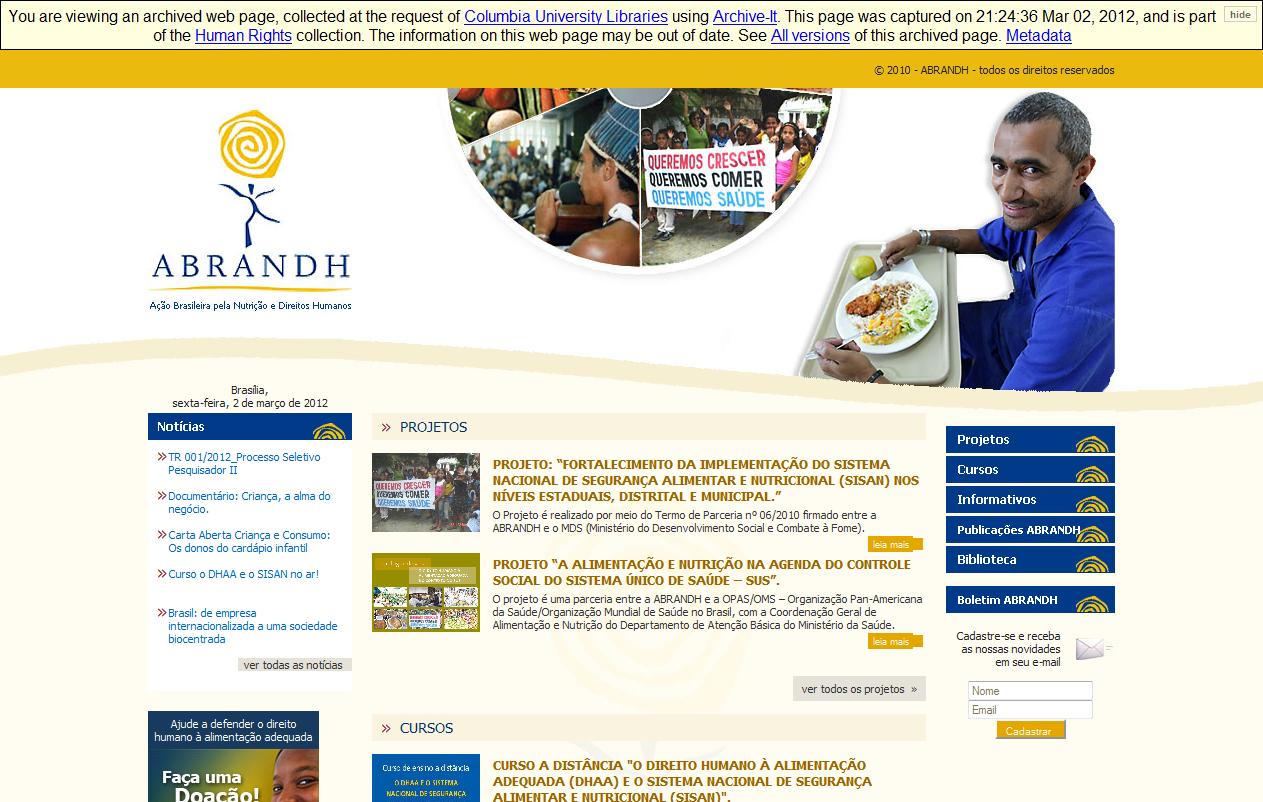 You are viewing an archived web page, collected at the request of Columbia University Libraries using Archive-It. This page was captured on 21:24:36 Mar 02, 2012, and is part
of the Human Rights collection. The information on this web page may be out of date. See All versions of this archived page. Metadata
hide
© 2010 - ABRANDH - todos os direitos reservados
QUEREMOS CRESCER
QUEREMOS COMER
QUEREMOS SAÚDE
ABRANDH
Ação Brasileira pela Nutrição e Direitos Humanos
Brasília,
sexta-feira, 2 de março de 2012
Notícias
TR 001/2012_Processo Seletivo
Pesquisador II
Documentário: Criança, a alma do
negócio.
Carta Aberta Criança e Consumo:
Os donos do cardápio infantil
Curso o DHAA e o SISAN no ar!
Brasil: de empresa
internacionalizada a uma sociedade
biocentrada
ver todas as notícias
Ajude a defender o direito
humano à alimentação adequada
Faça uma
Doação!
PROJETOS
QUEREMOS CRESCER
QUEREMOS COMER
QUEREMOS SAÚDE
PROJETO: “FORTALECIMENTO DA IMPLEMENTAÇÃO DO SISTEMA
NACIONAL DE SEGURANÇA ALIMENTAR E NUTRICIONAL (SISAN) NOS
NÍVEIS ESTADUAIS, DISTRITAL E MUNICIPAL.”
O Projeto é realizado por meio do Termo de Parceria nº 06/2010 firmado entre a
ABRANDH e o MDS (Ministério do Desenvolvimento Social e Combate à Fome).
leia mais
PROJETO “A ALIMENTAÇÃO E NUTRIÇÃO NA AGENDA DO CONTROLE
SOCIAL DO SISTEMA ÚNICO DE SAÚDE – SUS”.
O projeto é uma parceria entre a ABRANDH e a OPAS/OMS – Organização Pan-Americana
da Saúde/Organização Mundial de Saúde no Brasil, com a Coordenação Geral de
Alimentação e Nutrição do Departamento de Atenção Básica do Ministério da Saúde.
leia mais
ver todos os projetos »
CURSOS
Curso de ensino a distância
O DHAA E O SISTEMA
NACIONAL DE SEGURANÇA
CURSO A DISTÂNCIA "O DIREITO HUMANO À ALIMENTAÇÃO
ADEQUADA (DHAA) E O SISTEMA NACIONAL DE SEGURANÇA
ALIMENTAR E NUTRICIONAL (SISAN)".
Projetos
Cursos
Informativos
Publicações ABRANDH
Biblioteca
Boletim ABRANDH
Cadastre-se e receba
as nossas novidades
em seu e-mail
Nome
Email
Cadastrar